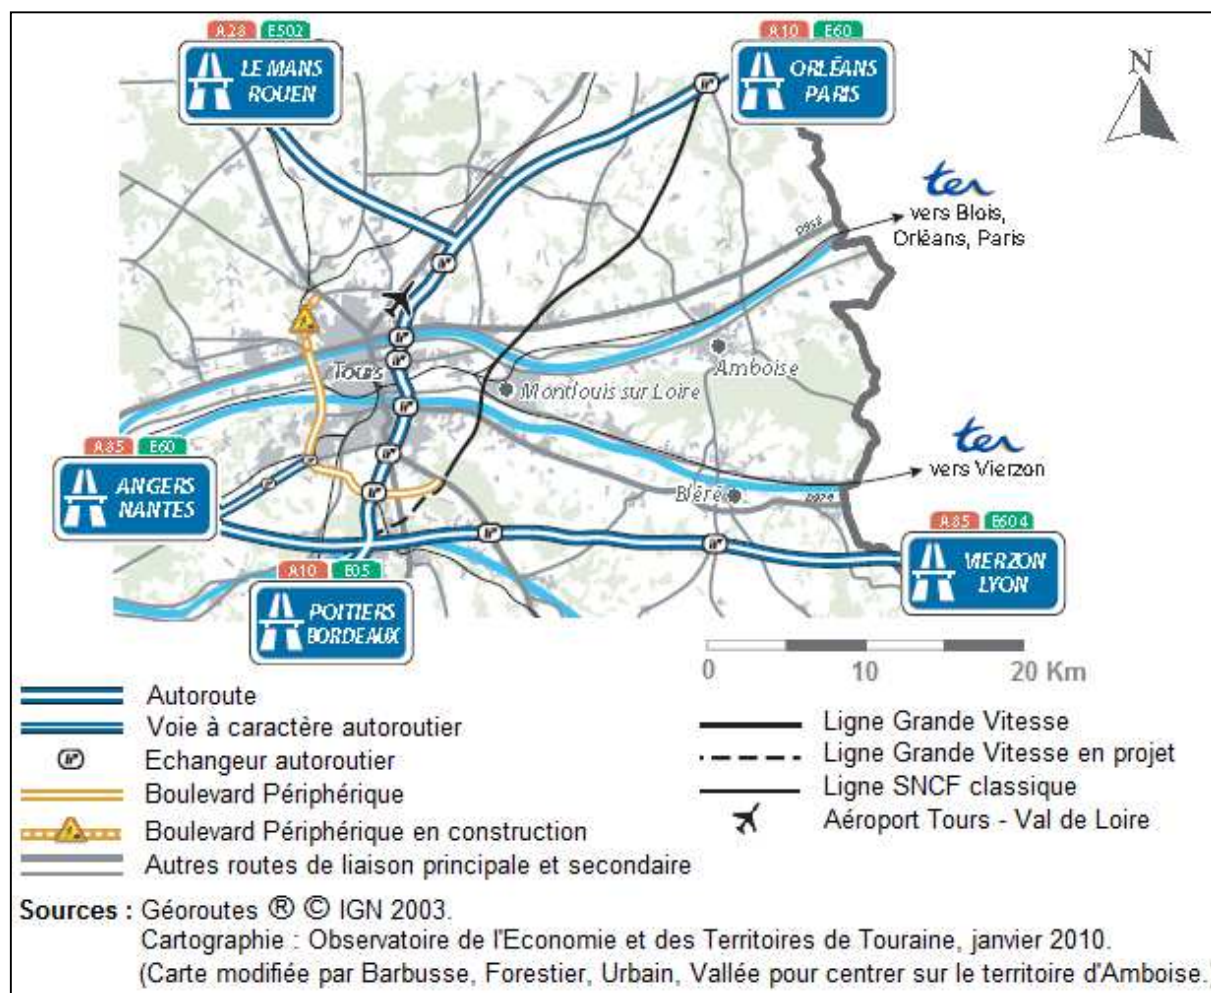 A28 E502
LE MANS
ROUEN
A10 E60
ORLÉANS
PARIS
N
ter
vers Blois,
Orléans, Paris
Tours
Amboise
Montlouis sur Loire
ter
vers Vierzon
A85 E60
ANGERS
NANTES
Bléré
A85 E604
VIERZON
LYON
A10 E05
POITIERS
BORDEAUX
0 10 20 Km
Autoroute
Voie à caractère autoroutier
Echangeur autoroutier
Boulevard Périphérique
Boulevard Périphérique en construction
Autres routes de liaison principale et secondaire
Ligne Grande Vitesse
Ligne Grande Vitesse en projet
Ligne SNCF classique
Aéroport Tours - Val de Loire
Sources : Géoroutes ® © IGN 2003.
Cartographie : Observatoire de l'Economie et des Territoires de Touraine, janvier 2010.
(Carte modifiée par Barbusse, Forestier, Urbain, Vallée pour centrer sur le territoire d'Amboise.)